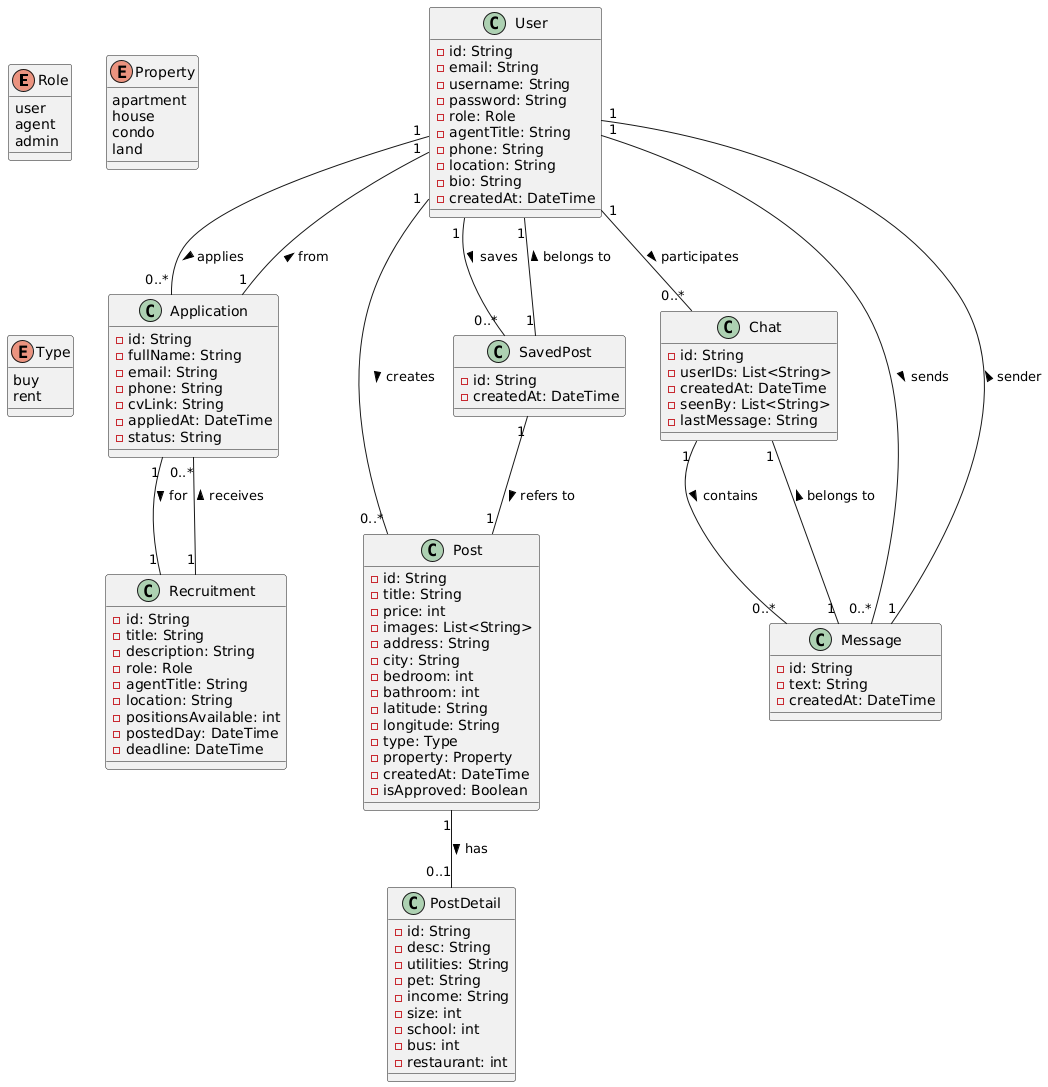 E Role
user
agent
admin
E Property
apartment
house
condo
land
C User
id: String
email: String
username: String
password: String
role: Role
agentTitle: String
phone: String
location: String
bio: String
createdAt: DateTime
1
1
1
1
1
1
1
1
1
applies
from
saves
belongs to
participates
0..*
1
0..*
1
0..*
E Type
buy
rent
C Application
id: String
fullName: String
email: String
phone: String
cvLink: String
appliedAt: DateTime
status: String
creates
C SavedPost
id: String
createdAt: DateTime
C Chat
id: String
userIDs: List<String>
createdAt: DateTime
seenBy: List<String>
lastMessage: String
sends
sender
1
0..*
1
1
1
for
receives
refers to
contains
belongs to
1
1
0..*
1
0..*
1
0..*
1
C Recruitment
id: String
title: String
description: String
role: Role
agentTitle: String
location: String
positionsAvailable: int
postedDay: DateTime
deadline: DateTime
C Post
id: String
title: String
price: int
images: List<String>
address: String
city: String
bedroom: int
bathroom: int
latitude: String
longitude: String
type: Type
property: Property
createdAt: DateTime
isApproved: Boolean
C Message
id: String
text: String
createdAt: DateTime
1
has
0..1
C PostDetail
id: String
desc: String
utilities: String
pet: String
income: String
size: int
school: int
bus: int
restaurant: int